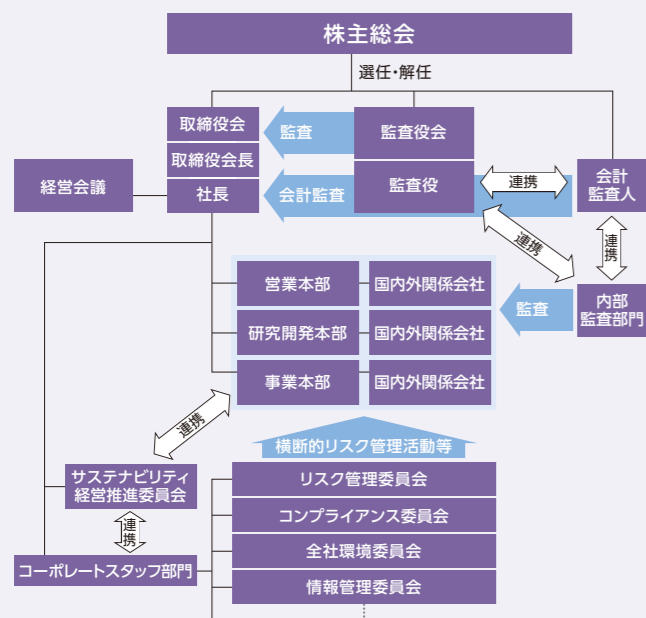 株主総会
選任・解任
取締役会
監査
監査役会
取締役会長
経営会議
社長
会計監査
監査役
連携
会計
監査人
連携
連携
営業本部
国内外関係会社
監査
内部
監査部門
研究開発本部
国内外関係会社
事業本部
国内外関係会社
連携
横断的リスク管理活動等
サステナビリティ
経営推進委員会
リスク管理委員会
コンプライアンス委員会
連携
全社環境委員会
コーポレートスタッフ部門
情報管理委員会